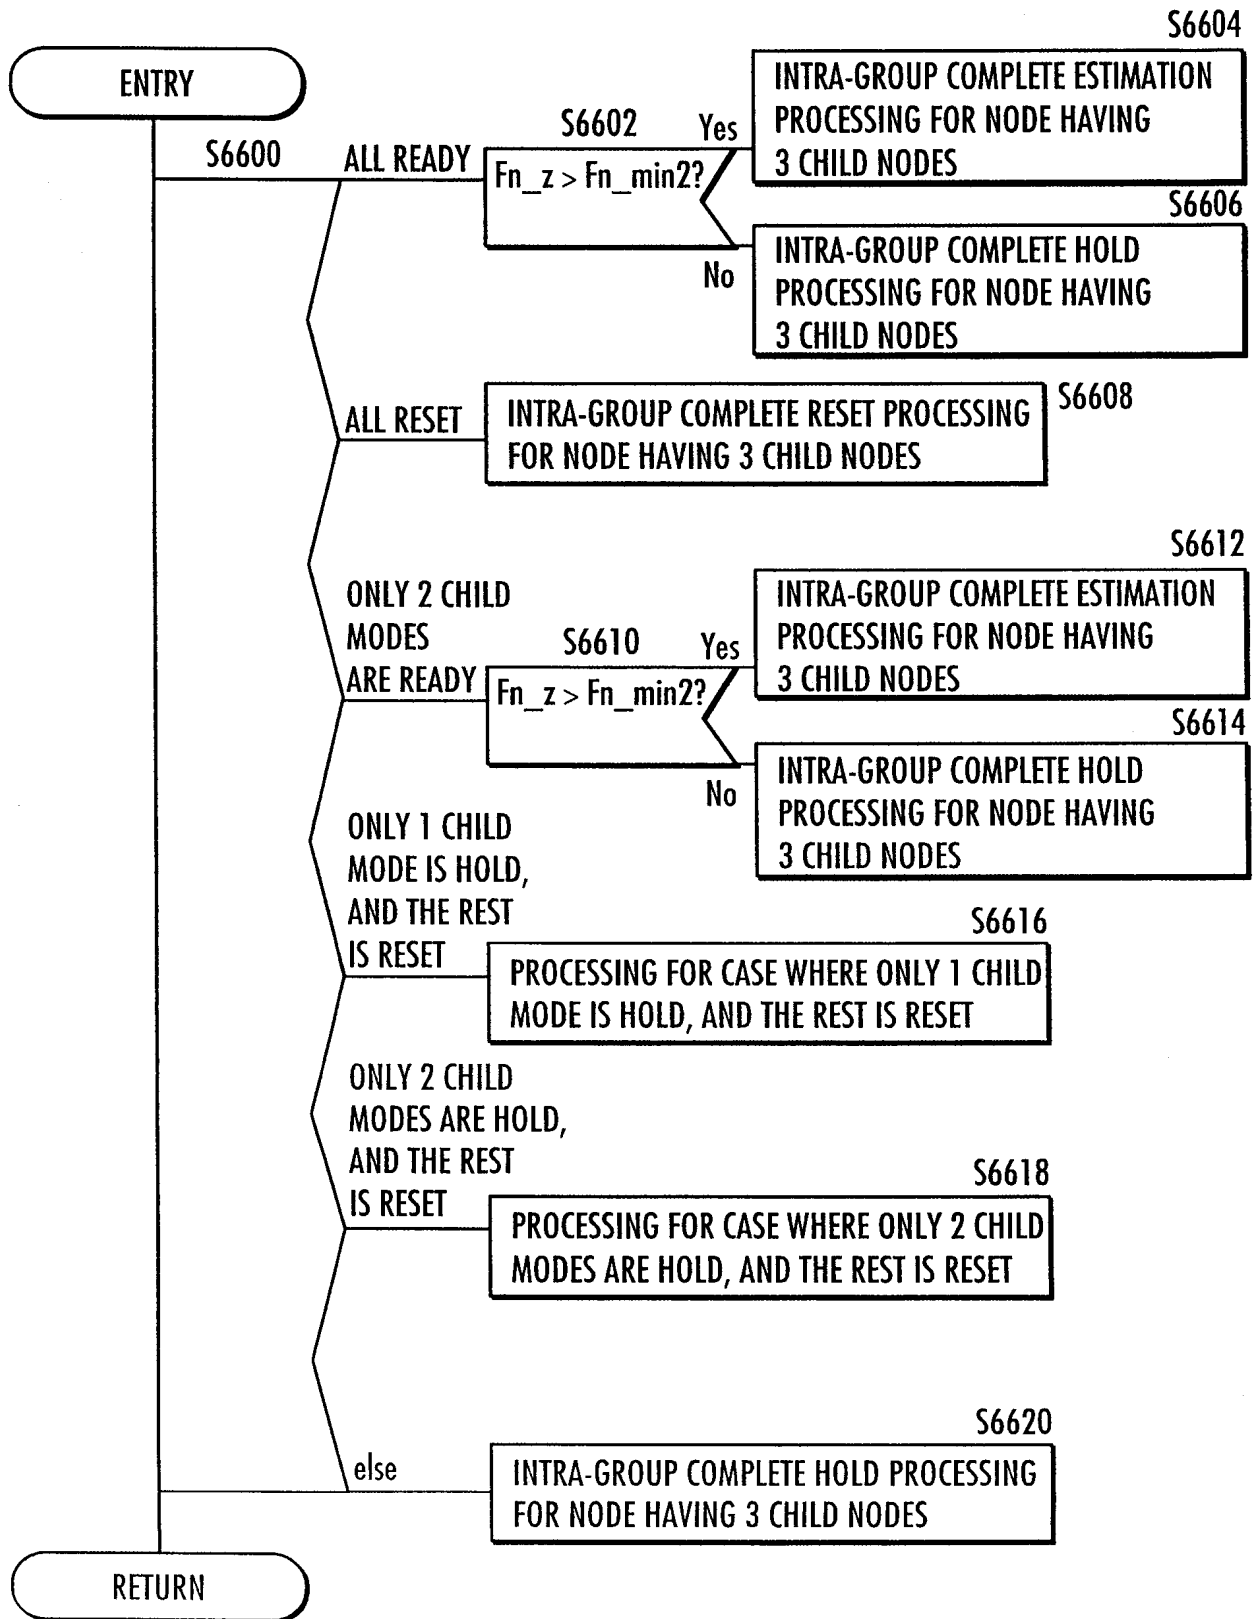 ENTRY
S6600
ALL READY
S6602
Fn_z > Fn_min2?
Yes
No
S6604
INTRA-GROUP COMPLETE ESTIMATION
PROCESSING FOR NODE HAVING
3 CHILD NODES
S6606
INTRA-GROUP COMPLETE HOLD
PROCESSING FOR NODE HAVING
3 CHILD NODES
ALL RESET
S6608
INTRA-GROUP COMPLETE RESET PROCESSING
FOR NODE HAVING 3 CHILD NODES
ONLY 2 CHILD
MODES
ARE READY
S6610
Fn_z > Fn_min2?
Yes
No
S6612
INTRA-GROUP COMPLETE ESTIMATION
PROCESSING FOR NODE HAVING
3 CHILD NODES
S6614
INTRA-GROUP COMPLETE HOLD
PROCESSING FOR NODE HAVING
3 CHILD NODES
ONLY 1 CHILD
MODE IS HOLD,
AND THE REST
IS RESET
S6616
PROCESSING FOR CASE WHERE ONLY 1 CHILD
MODE IS HOLD, AND THE REST IS RESET
ONLY 2 CHILD
MODES ARE HOLD,
AND THE REST
IS RESET
S6618
PROCESSING FOR CASE WHERE ONLY 2 CHILD
MODES ARE HOLD, AND THE REST IS RESET
else
S6620
INTRA-GROUP COMPLETE HOLD PROCESSING
FOR NODE HAVING 3 CHILD NODES
RETURN